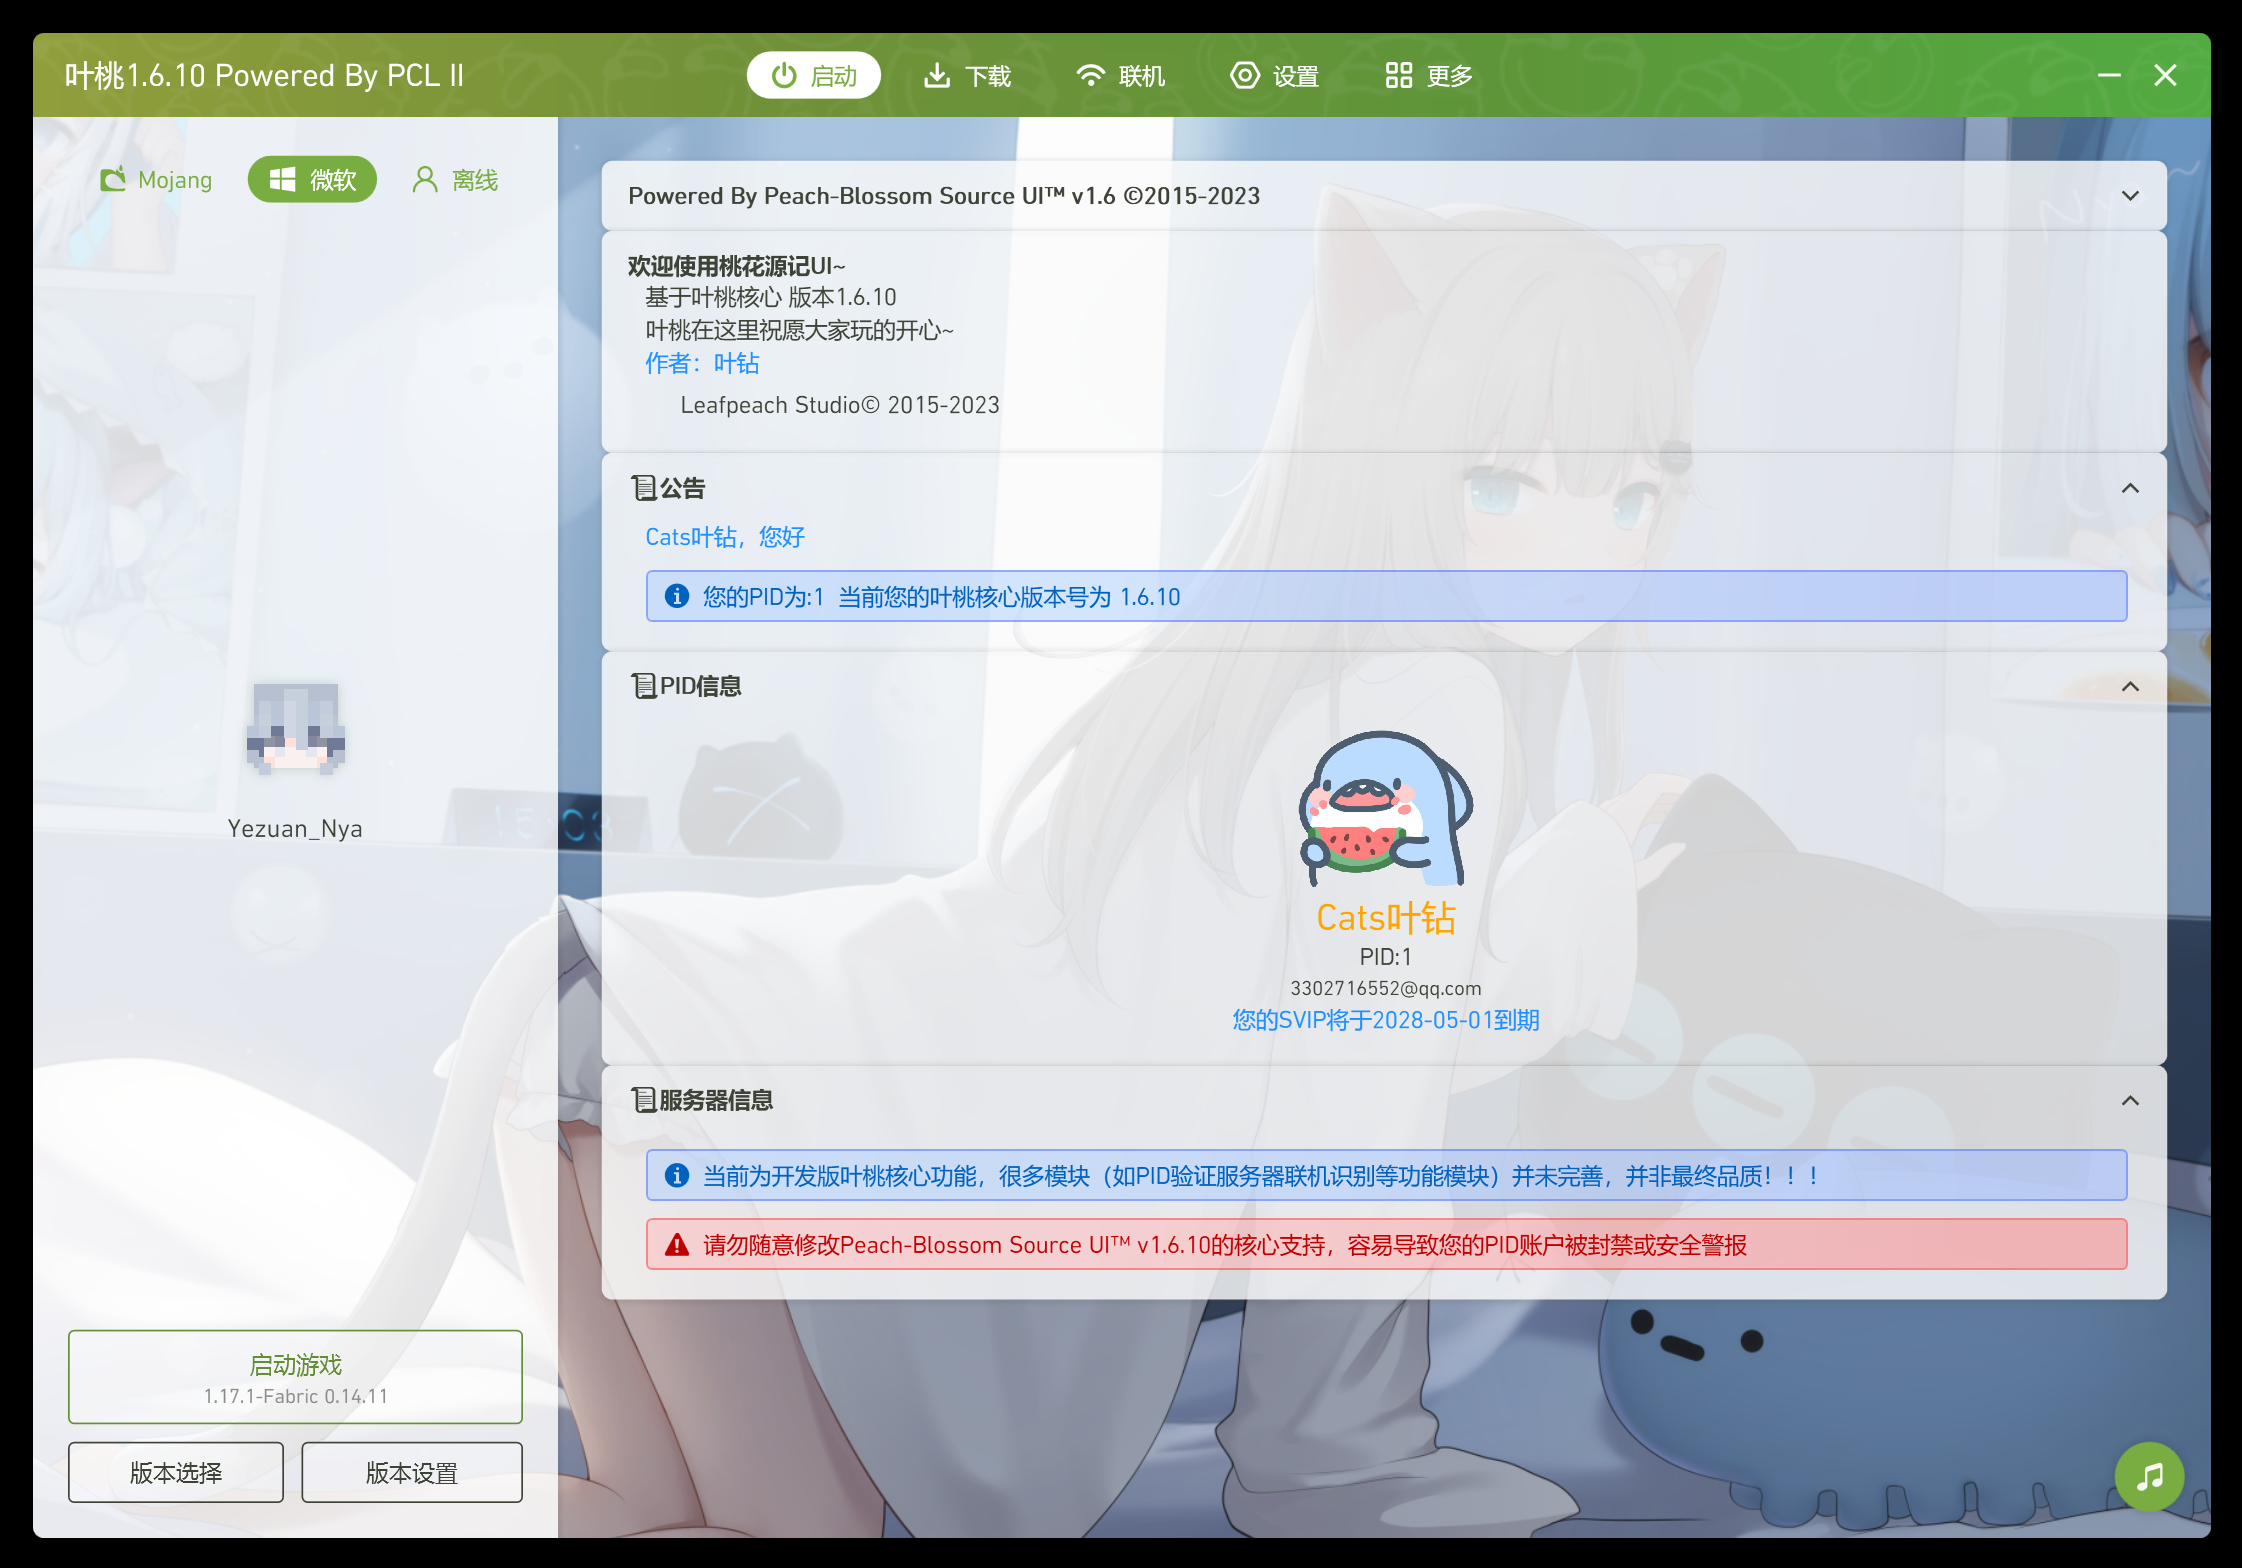 叶桃1.6.10 Powered By PCL II
启动
下载
联机
设置
更多
Mojang
微软
离线
Yezuan_Nya
启动游戏
1.17.1-Fabric 0.14.11
版本选择
版本设置
Powered By Peach-Blossom Source UI™ v1.6 ©2015-2023
欢迎使用桃花源记UI~
基于叶桃核心 版本1.6.10
叶桃在这里祝愿大家玩的开心~
作者：叶钻
Leafpeach Studio© 2015-2023
公告
Cats叶钻，您好
您的PID为:1 当前您的叶桃核心版本号为 1.6.10
PID信息
Cats叶钻
PID:1
3302716552@qq.com
您的SVIP将于2028-05-01到期
服务器信息
当前为开发版叶桃核心功能，很多模块（如PID验证服务器联机识别等功能模块）并未完善，并非最终品质！！！
请勿随意修改Peach-Blossom Source UI™ v1.6.10的核心支持，容易导致您的PID账户被封禁或安全警报